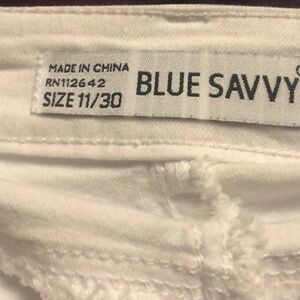 MADE IN CHINA
RN112642
SIZE 11/30
BLUE SAVVY